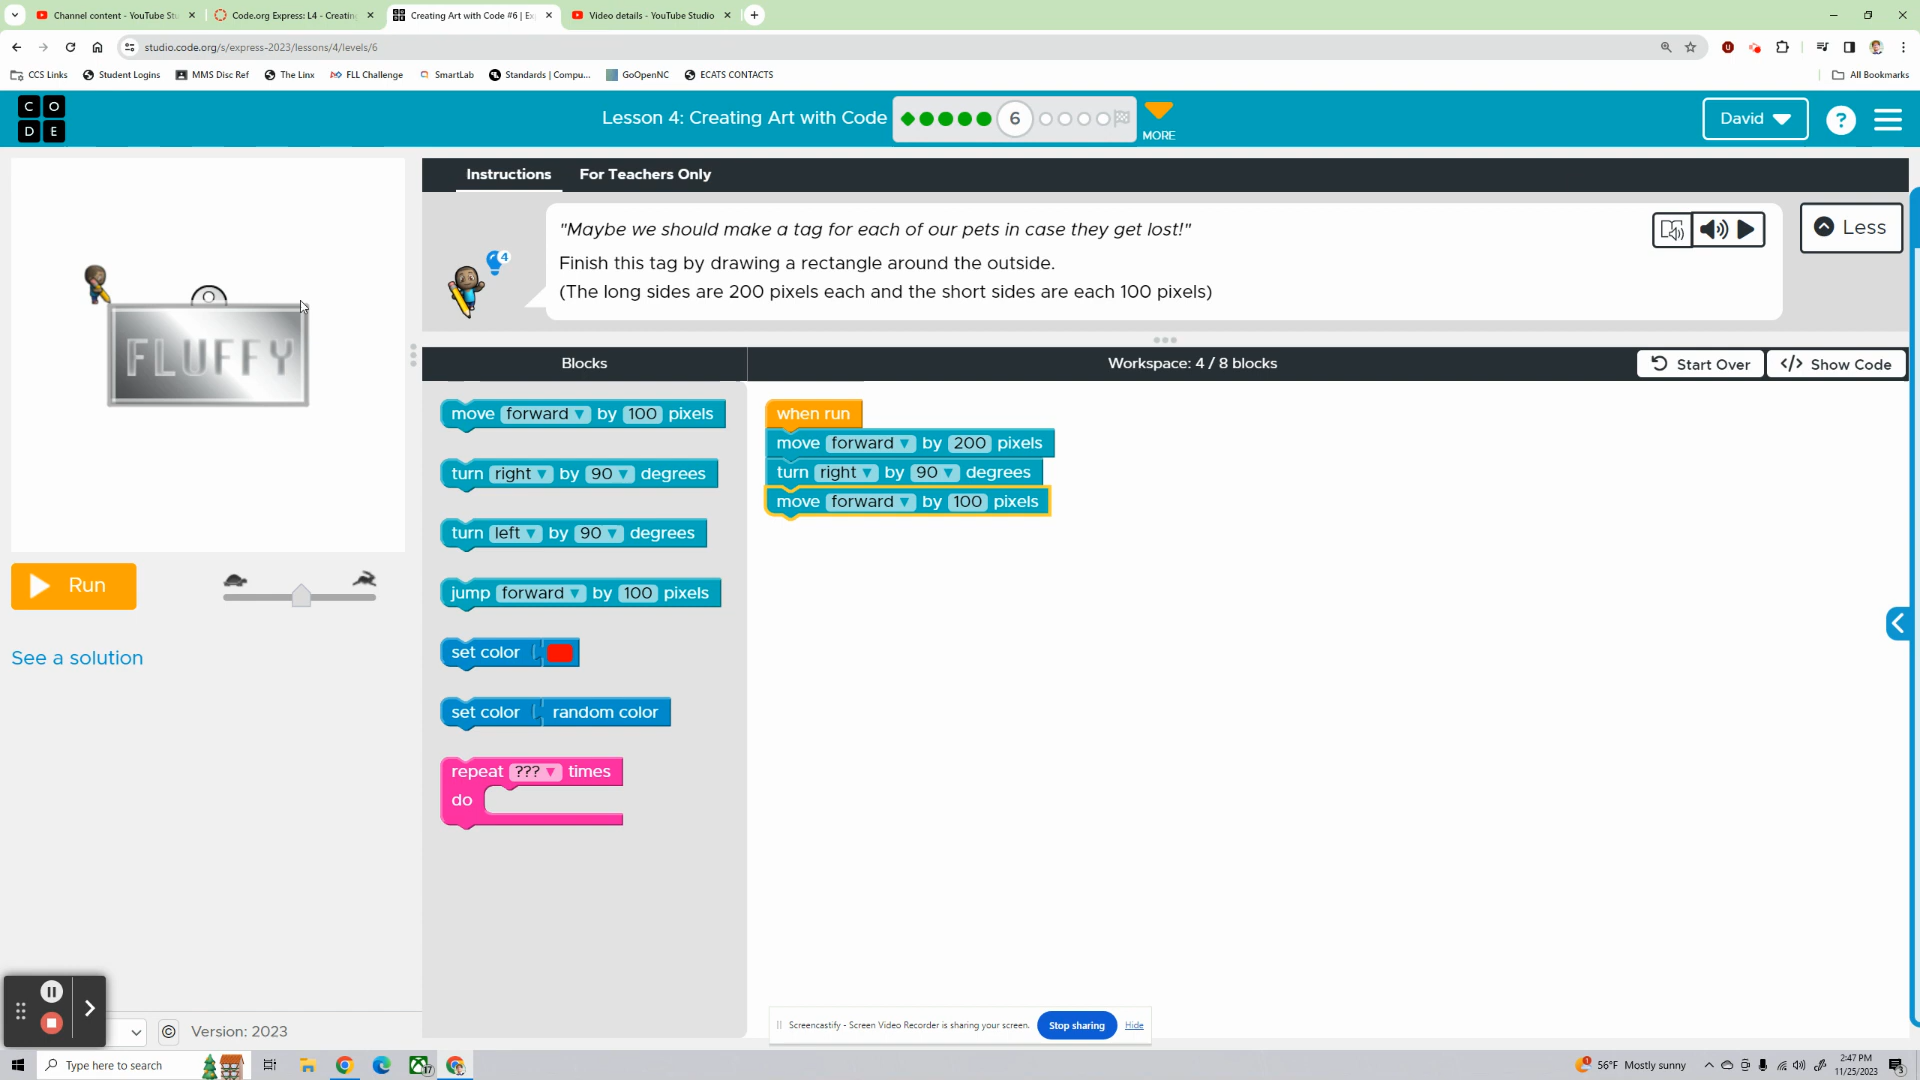 Channel content - YouTube Stu
Code.org Express: L4 - Creatin
Creating Art with Code #6 | Ex
Video details - YouTube Studio
studio.code.org/s/express-2023/lessons/4/levels/6
CCS Links
Student Logins
MMS Disc Ref
The Linx
FLL Challenge
SmartLab
Standards | Compu...
GoOpenNC
ECATS CONTACTS
All Bookmarks
CODE
Lesson 4: Creating Art with Code
6
MORE
David
?
Instructions
For Teachers Only
4
"Maybe we should make a tag for each of our pets in case they get lost!"
Finish this tag by drawing a rectangle around the outside.
(The long sides are 200 pixels each and the short sides are each 100 pixels)
Less
FLUFFY
Run
See a solution
Blocks
Workspace: 4 / 8 blocks
Start Over
</> Show Code
move forward by 100 pixels
turn right by 90 degrees
turn left by 90 degrees
jump forward by 100 pixels
set color
set color random color
repeat ??? times
do
when run
move forward by 200 pixels
turn right by 90 degrees
move forward by 100 pixels
© Version: 2023
Screencastify - Screen Video Recorder is sharing your screen.
Stop sharing
Hide
Type here to search
17
56°F Mostly sunny
2:47 PM
11/25/2023
3